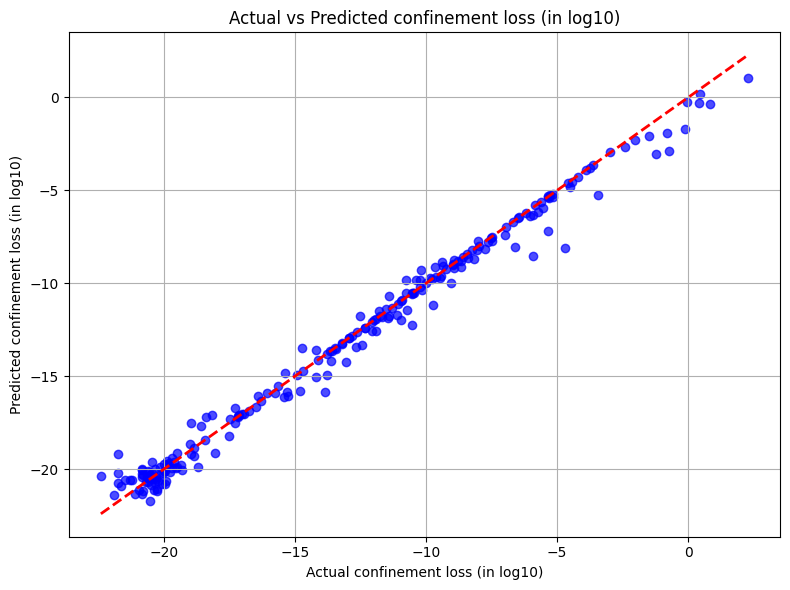 Actual vs Predicted confinement loss (in log10)
Predicted confinement loss (in log10)
0
−5
−10
−15
−20
−20 −15 −10 −5 0
Actual confinement loss (in log10)